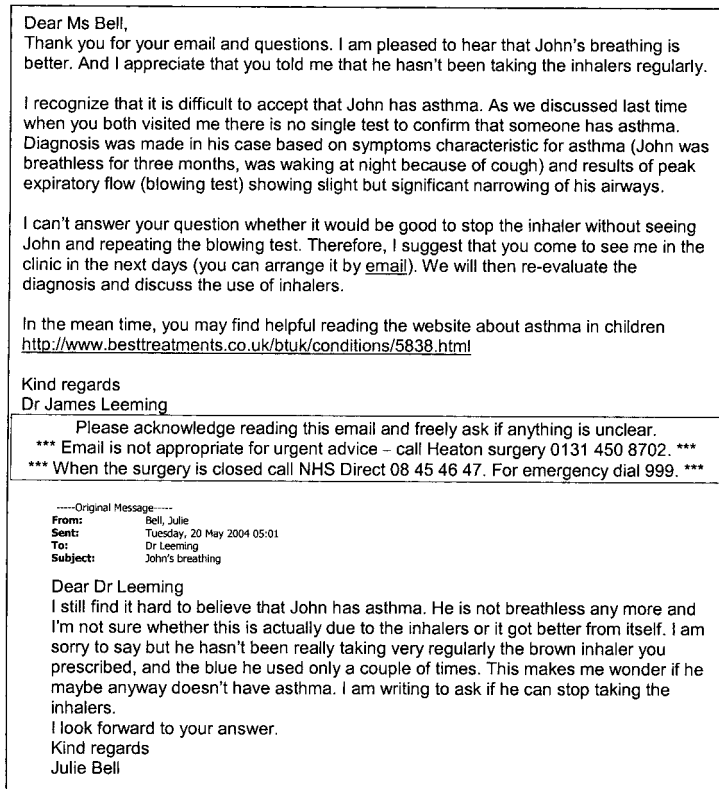 Dear Ms Bell,
Thank you for your email and questions. I am pleased to hear that John's breathing is
better. And I appreciate that you told me that he hasn't been taking the inhalers regularly.
I recognize that it is difficult to accept that John has asthma. As we discussed last time
when you both visited me there is no single test to confirm that someone has asthma.
Diagnosis was made in his case based on symptoms characteristic for asthma (John was
breathless for three months, was waking at night because of cough) and results of peak
expiratory flow (blowing test) showing slight but significant narrowing of his airways.
I can't answer your question whether it would be good to stop the inhaler without seeing
John and repeating the blowing test. Therefore, I suggest that you come to see me in the
clinic in the next days (you can arrange it by email). We will then re-evaluate the
diagnosis and discuss the use of inhalers.
In the mean time, you may find helpful reading the website about asthma in children
http://www.besttreatments.co.uk/btuk/conditions/5838.html
Kind regards
Dr James Leeming
Please acknowledge reading this email and freely ask if anything is unclear.
*** Email is not appropriate for urgent advice – call Heaton surgery 0131 450 8702. ***
*** When the surgery is closed call NHS Direct 08 45 46 47. For emergency dial 999. ***
-----Original Message-----
From: Bell, Julie
Sent: Tuesday, 20 May 2004 05:01
To: Dr Leeming
Subject: John's breathing
Dear Dr Leeming
I still find it hard to believe that John has asthma. He is not breathless any more and
I'm not sure whether this is actually due to the inhalers or it got better from itself. I am
sorry to say but he hasn't been really taking very regularly the brown inhaler you
prescribed, and the blue he used only a couple of times. This makes me wonder if he
maybe anyway doesn't have asthma. I am writing to ask if he can stop taking the
inhalers.
I look forward to your answer.
Kind regards
Julie Bell